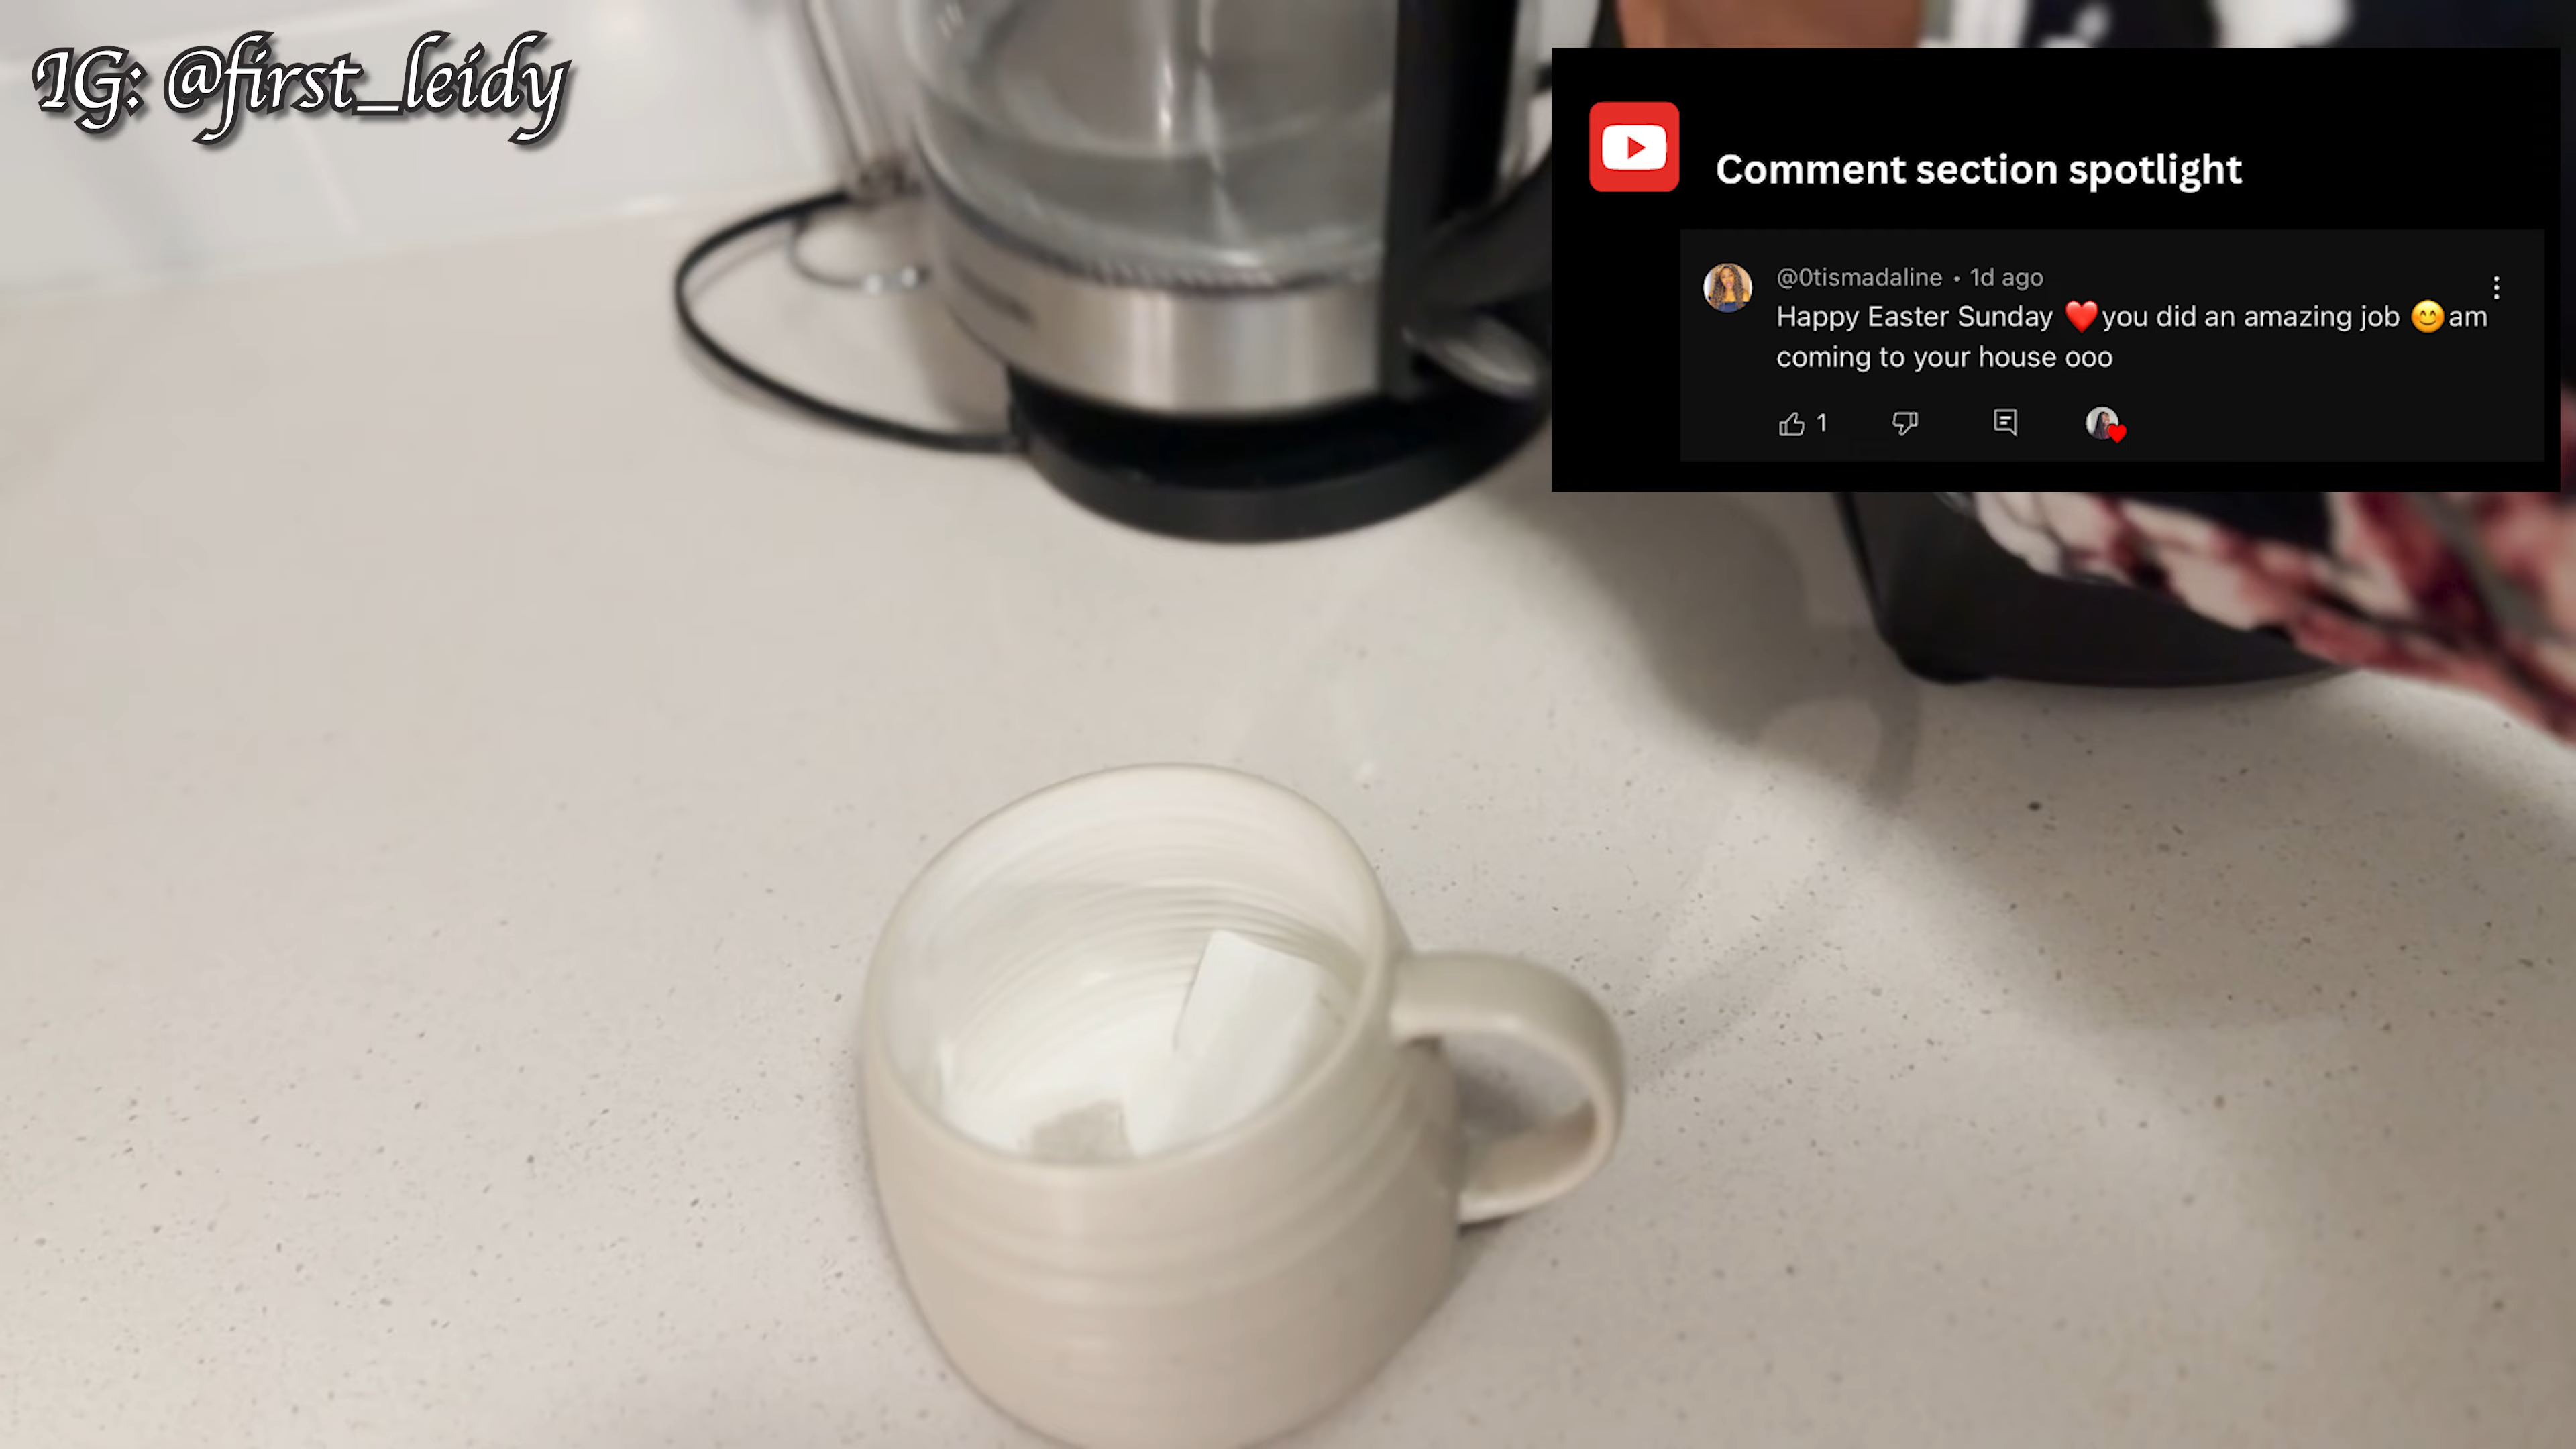 IG: @first_leidy
Comment section spotlight
@0tismadaline • 1d ago
Happy Easter Sunday ❤️you did an amazing job 😊am
coming to your house ooo
1